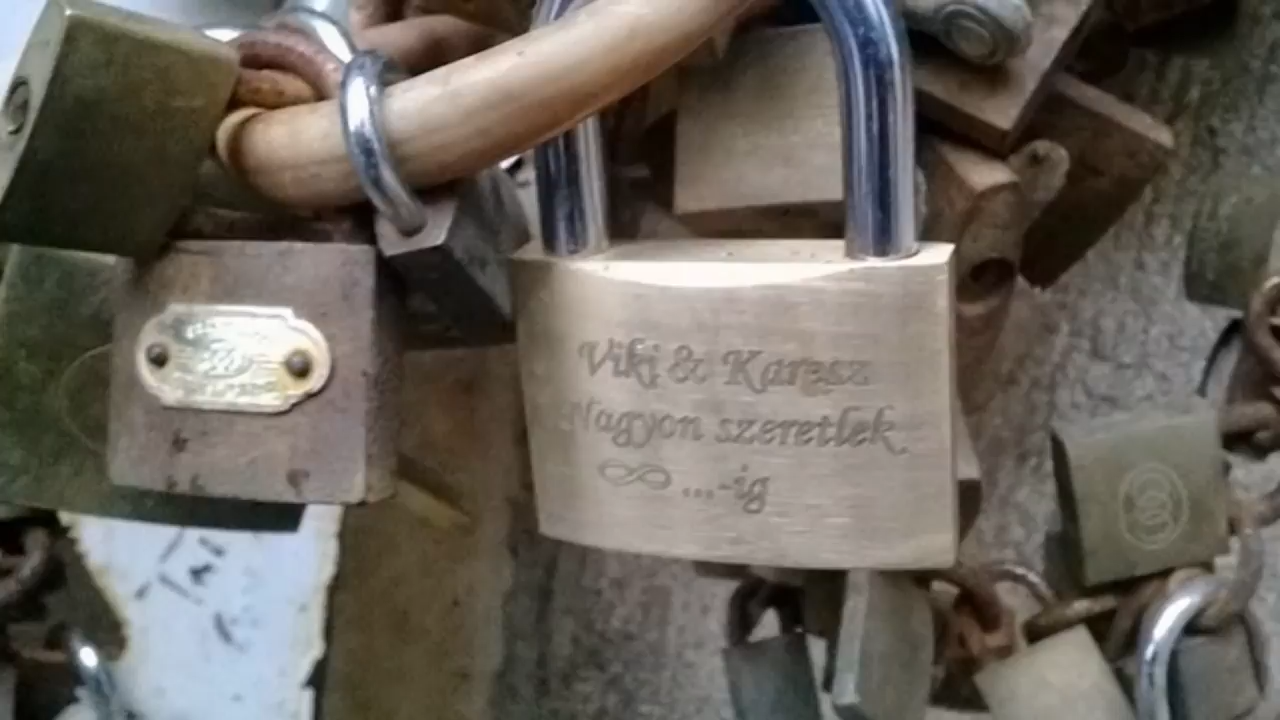 Viki & Karesz
Nagyon szeretlek
∞ ...-ig